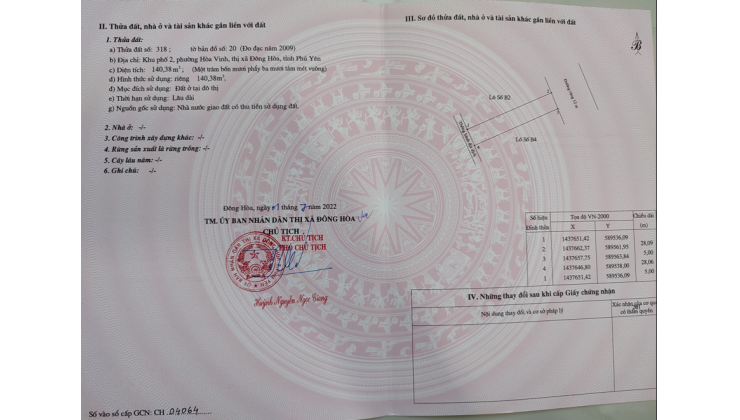 II. Thửa đất, nhà ở và tài sản khác gắn liền với đất
1. Thửa đất:
a) Thửa đất số: 318 ; tờ bản đồ số: 20 (Đo đạc năm 2009)
b) Địa chỉ: Khu phố 2, phường Hòa Vinh, thị xã Đông Hòa, tỉnh Phú Yên
c) Diện tích: 140,38 m², (Một trăm bốn mươi phẩy ba mươi tám mét vuông)
d) Hình thức sử dụng: riêng 140,38m²,
đ) Mục đích sử dụng: Đất ở tại đô thị
e) Thời hạn sử dụng: Lâu dài
g) Nguồn gốc sử dụng: Nhà nước giao đất có thu tiền sử dụng đất.
2. Nhà ở: -/-
3. Công trình xây dựng khác: -/-
4. Rừng sản xuất là rừng trồng: -/-
5. Cây lâu năm: -/-
6. Ghi chú: -/-
Đông Hòa, ngày 01 tháng 7 năm 2022
TM. ỦY BAN NHÂN DÂN THỊ XÃ ĐÔNG HÒA
CHỦ TỊCH
KT.CHỦ TỊCH
PHÓ CHỦ TỊCH
Huỳnh Nguyễn Ngọc Giang
Số vào sổ cấp GCN: CH 04064
III. Sơ đồ thửa đất, nhà ở và tài sản khác gắn liền với đất
B
Lô Số B2
Lô Số B4
Số hiệu đỉnh thửa Tọa độ VN-2000 Chiều dài (m)
X Y
1 1437651,42 589536,09
28,09
2 1437662,37 589561,95
5,00
3 1437657,75 589563,84
28,06
4 1437646,80 589538,00
5,00
1 1437651,42 589536,09
IV. Những thay đổi sau khi cấp Giấy chứng nhận
Nội dung thay đổi và cơ sở pháp lý
Xác nhận của cơ quan
có thẩm quyền